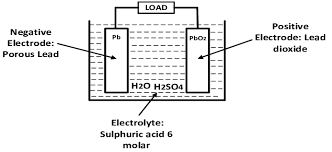 LOAD
Negative
Electrode:
Porous Lead
Pb
PbO₂
Positive
Electrode: Lead
dioxide
H2O H2SO4
Electrolyte:
Sulphuric acid 6
molar